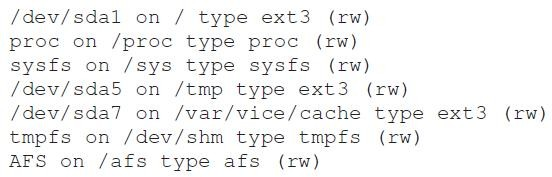 /dev/sda1 on / type ext3 (rw)
proc on /proc type proc (rw)
sysfs on /sys type sysfs (rw)
/dev/sda5 on /tmp type ext3 (rw)
/dev/sda7 on /var/vice/cache type ext3 (rw)
tmpfs on /dev/shm type tmpfs (rw)
AFS on /afs type afs (rw)